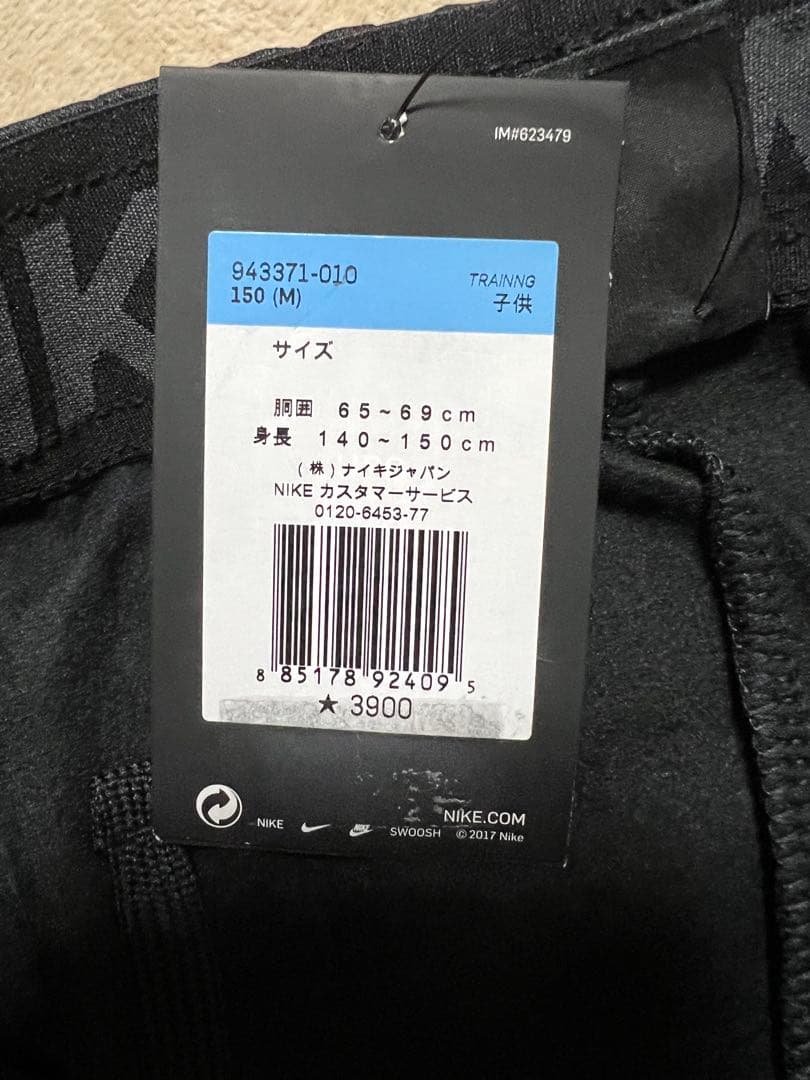 IM#623479
943371-010
TRAINNG
150 (M)
子供
サイズ
胴囲 65~69cm
身長 140~150cm
(株)ナイキジャパン
NIKE カスタマーサービス
0120-6453-77
8 85178 92409 5
★ 3900
NIKE.COM
NIKE SWOOSH ©2017 Nike